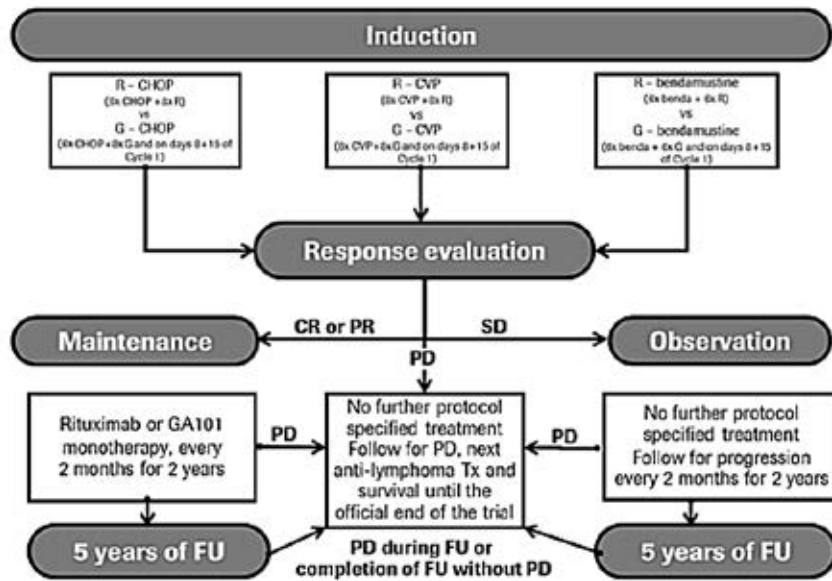 Induction
R – CHOP
(6x CHOP + 8x R)
vs
G – CHOP
(6x CHOP+8xG and on days 8+15 of
Cycle 1)
R – CVP
(8x CVP +8xR)
vs
G – CVP
(8x CVP+8xG and on days 8+15 of
Cycle 1)
R – bendamustine
(6x benda + 6x R)
vs
G – bendamustine
(6x benda + 6xG and on days 8+15
of Cycle 1)
Response evaluation
Maintenance
CR or PR
SD
Observation
PD
Rituximab or GA101
monotherapy, every
2 months for 2 years
PD
No further protocol
specified treatment
Follow for PD, next
anti-lymphoma Tx and
survival until the
official end of the trial
PD
No further protocol
specified treatment
Follow for progression
every 2 months for 2 years
5 years of FU
PD during FU or
completion of FU without PD
5 years of FU